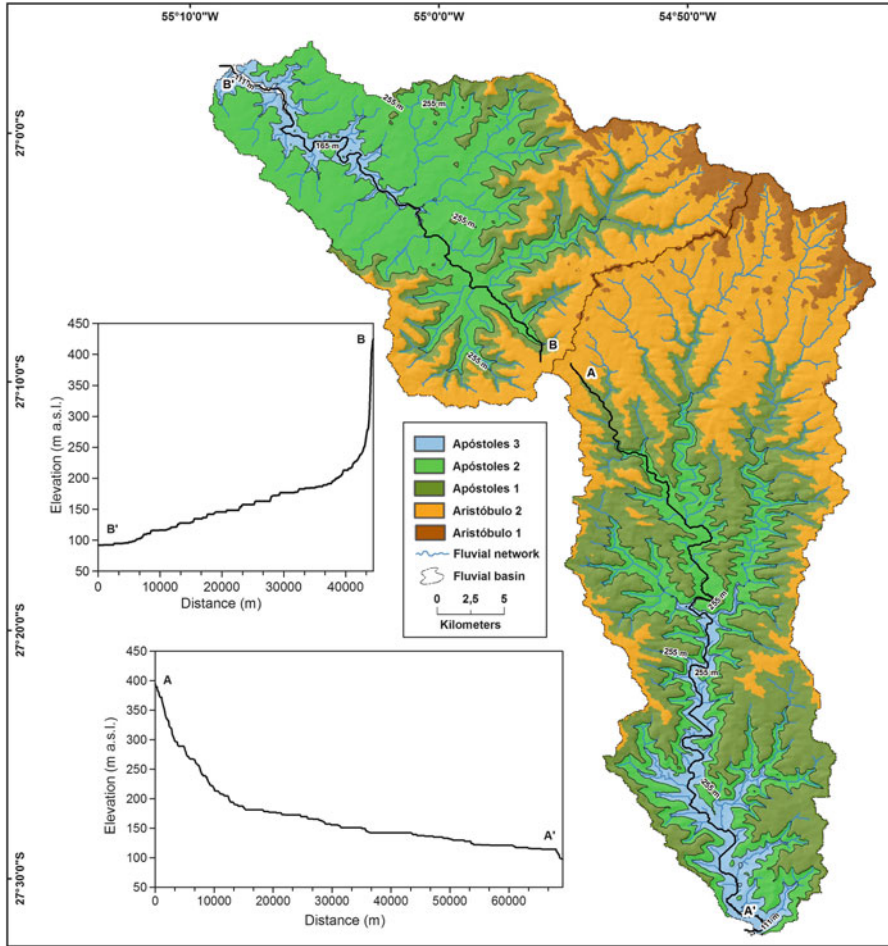 55°10'0"W 55°0'0"W 54°50'0"W
27°0'0"S
27°10'0"S
27°20'0"S
27°30'0"S
B'
111 m
165 m
255 m
255 m
255 m
255 m
B
A
255 m
255 m
255 m
255 m
A'
111 m
Apóstoles 3
Apóstoles 2
Apóstoles 1
Aristóbulo 2
Aristóbulo 1
Fluvial network
Fluvial basin
0 2,5 5
Kilometers
450
400
350
300
250
200
150
100
50
Elevation (m a.s.l.)
B
B'
0 10000 20000 30000 40000
Distance (m)
450
400
350
300
250
200
150
100
50
Elevation (m a.s.l.)
A
A'
0 10000 20000 30000 40000 50000 60000
Distance (m)